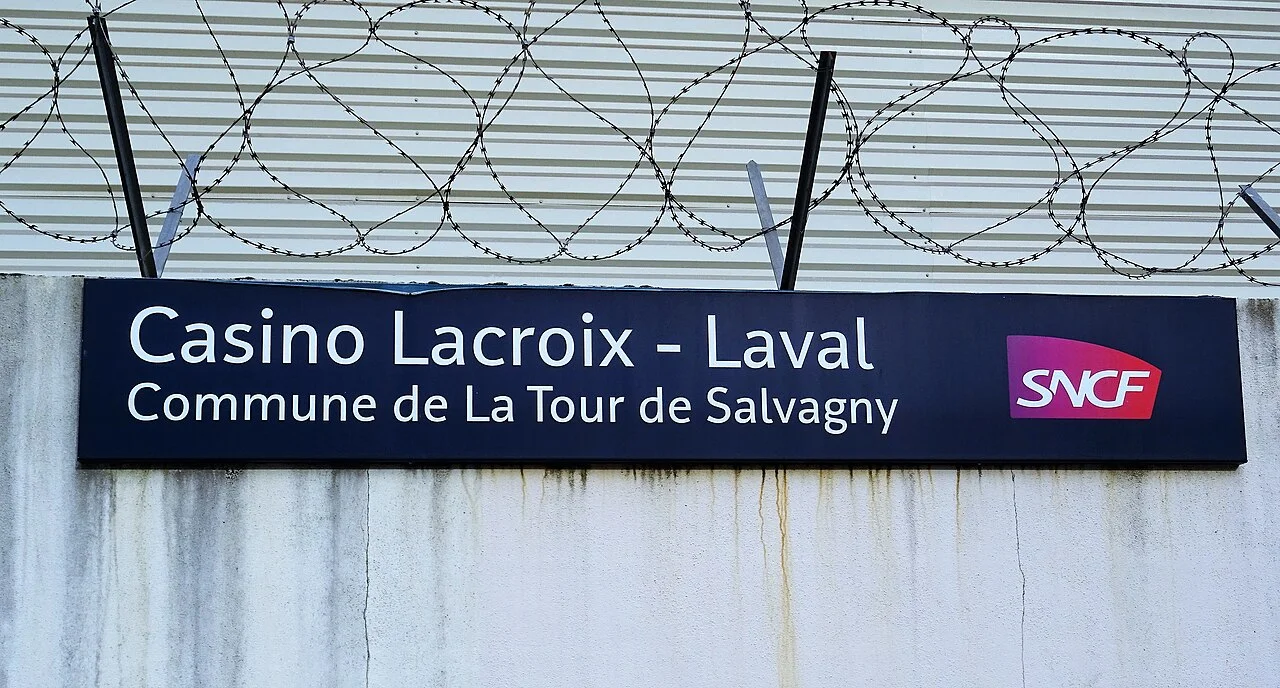 Casino Lacroix - Laval
Commune de La Tour de Salvagny
SNCF